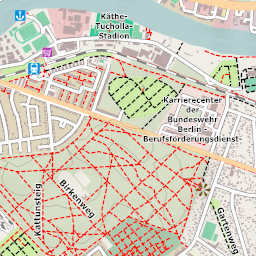 Käthe-
Tucholla-
Stadion
Karrierecenter
der
Bundeswehr
Berlin -
Berufsförderungsdienst
Kattunsteig
Birkenweg
Gartenweg